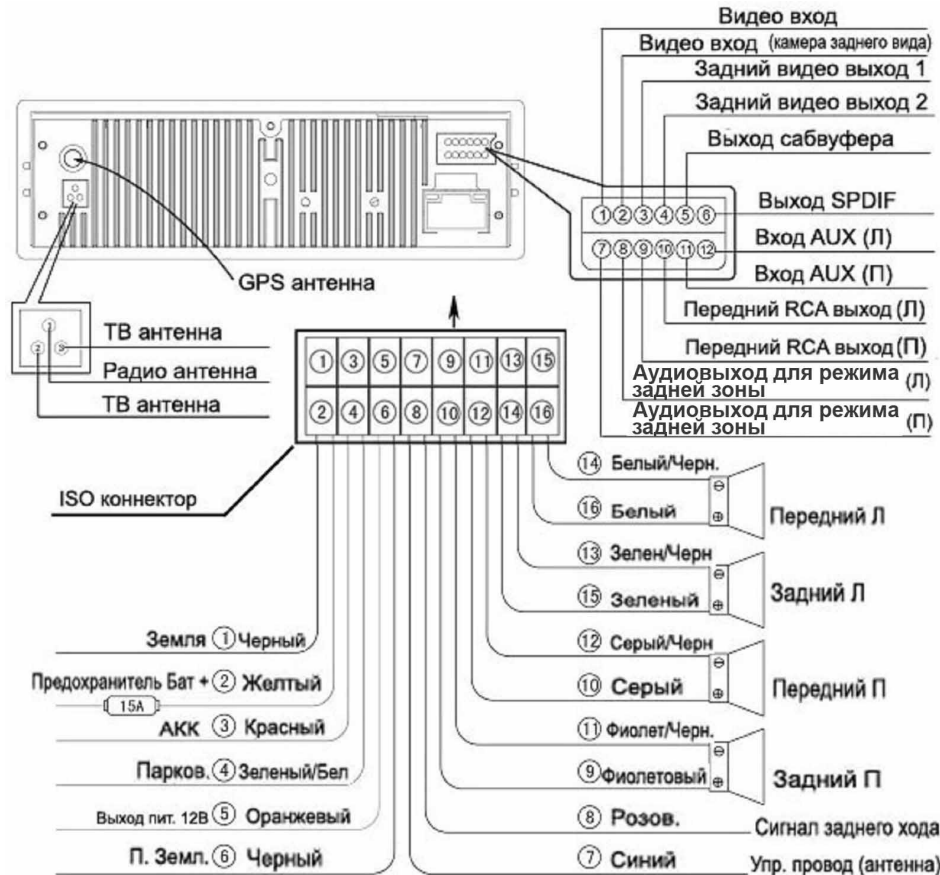 Видео вход
Видео вход (камера заднего вида)
Задний видео выход 1
Задний видео выход 2
Выход сабвуфера
① ② ③ ④ ⑤ ⑥
Выход SPDIF
⑦ ⑧ ⑨ ⑩ ⑪ ⑫
Вход AUX (Л)
Вход AUX (П)
Передний RCA выход (Л)
Передний RCA выход (П)
Аудиовыход для режима задней зоны (Л)
Аудиовыход для режима задней зоны (П)
GPS антенна
ТВ антенна
Радио антенна
ТВ антенна
① ③ ⑤ ⑦ ⑨ ⑪ ⑬ ⑮
② ④ ⑥ ⑧ ⑩ ⑫ ⑭ ⑯
ISO коннектор
⑭ Белый/Черн.
⑯ Белый
Передний Л
⑬ Зелен/Черн
⑮ Зеленый
Задний Л
⑫ Серый/Черн
⑩ Серый
Передний П
⑪ Фиолет/Черн.
⑨ Фиолетовый
Задний П
⑧ Розов.
Сигнал заднего хода
⑦ Синий
Упр. провод (антенна)
Земля ① Черный
Предохранитель Бат + ② Желтый
15A
АКК ③ Красный
Парков. ④ Зеленый/Бел
Выход пит. 12В ⑤ Оранжевый
П. Земл. ⑥ Черный